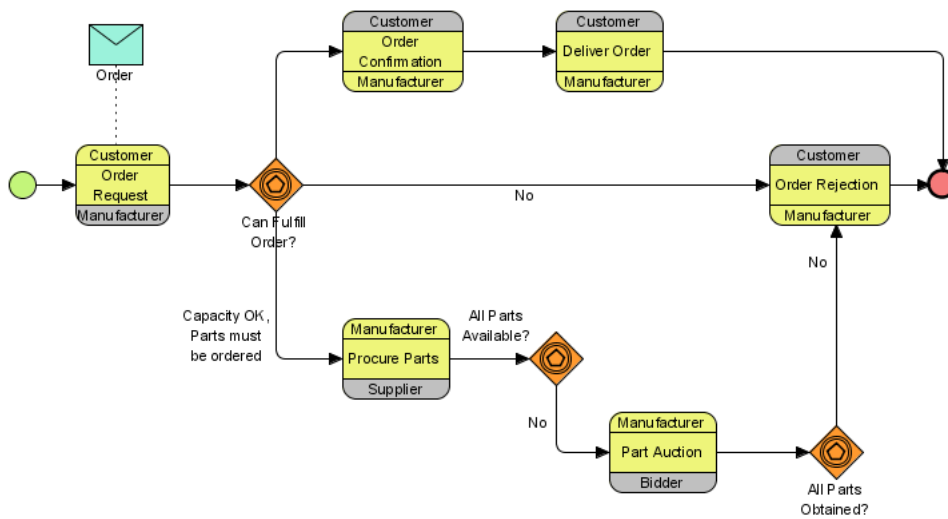 Customer
Order
Confirmation
Manufacturer
Customer
Deliver Order
Manufacturer
Order
Customer
Order
Request
Manufacturer
Can Fulfill
Order?
No
Customer
Order Rejection
Manufacturer
No
Capacity OK,
Parts must
be ordered
Manufacturer
Procure Parts
Supplier
All Parts
Available?
No
Manufacturer
Part Auction
Bidder
All Parts
Obtained?